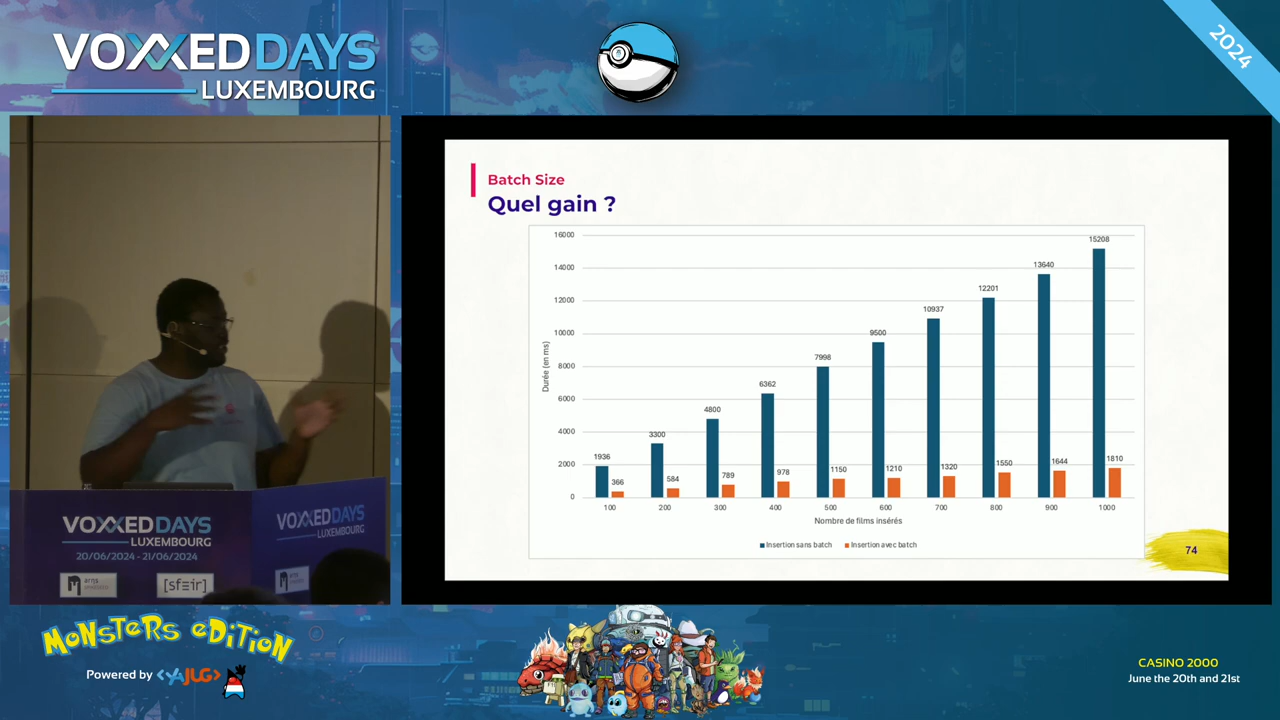 VOXXED DAYS
LUXEMBOURG
2024
Batch Size
Quel gain ?
16000
14000
12000
10000
8000
6000
4000
2000
0
Durée (en ms)
1936
366
3300
584
4800
789
6362
978
7998
1150
9500
1210
10937
1320
12201
1550
13640
1644
15208
1810
100
200
300
400
500
600
700
800
900
1000
Nombre de films insérés
Insertion sans batch
Insertion avec batch
74
VOXXED DAYS
LUXEMBOURG
20/06/2024 - 21/06/2024
[sfeir]
VOXXED DAYS
LUXEMBOURG
MONSTERS EDITION
Powered by <YAJUG>
CASINO 2000
June the 20th and 21st